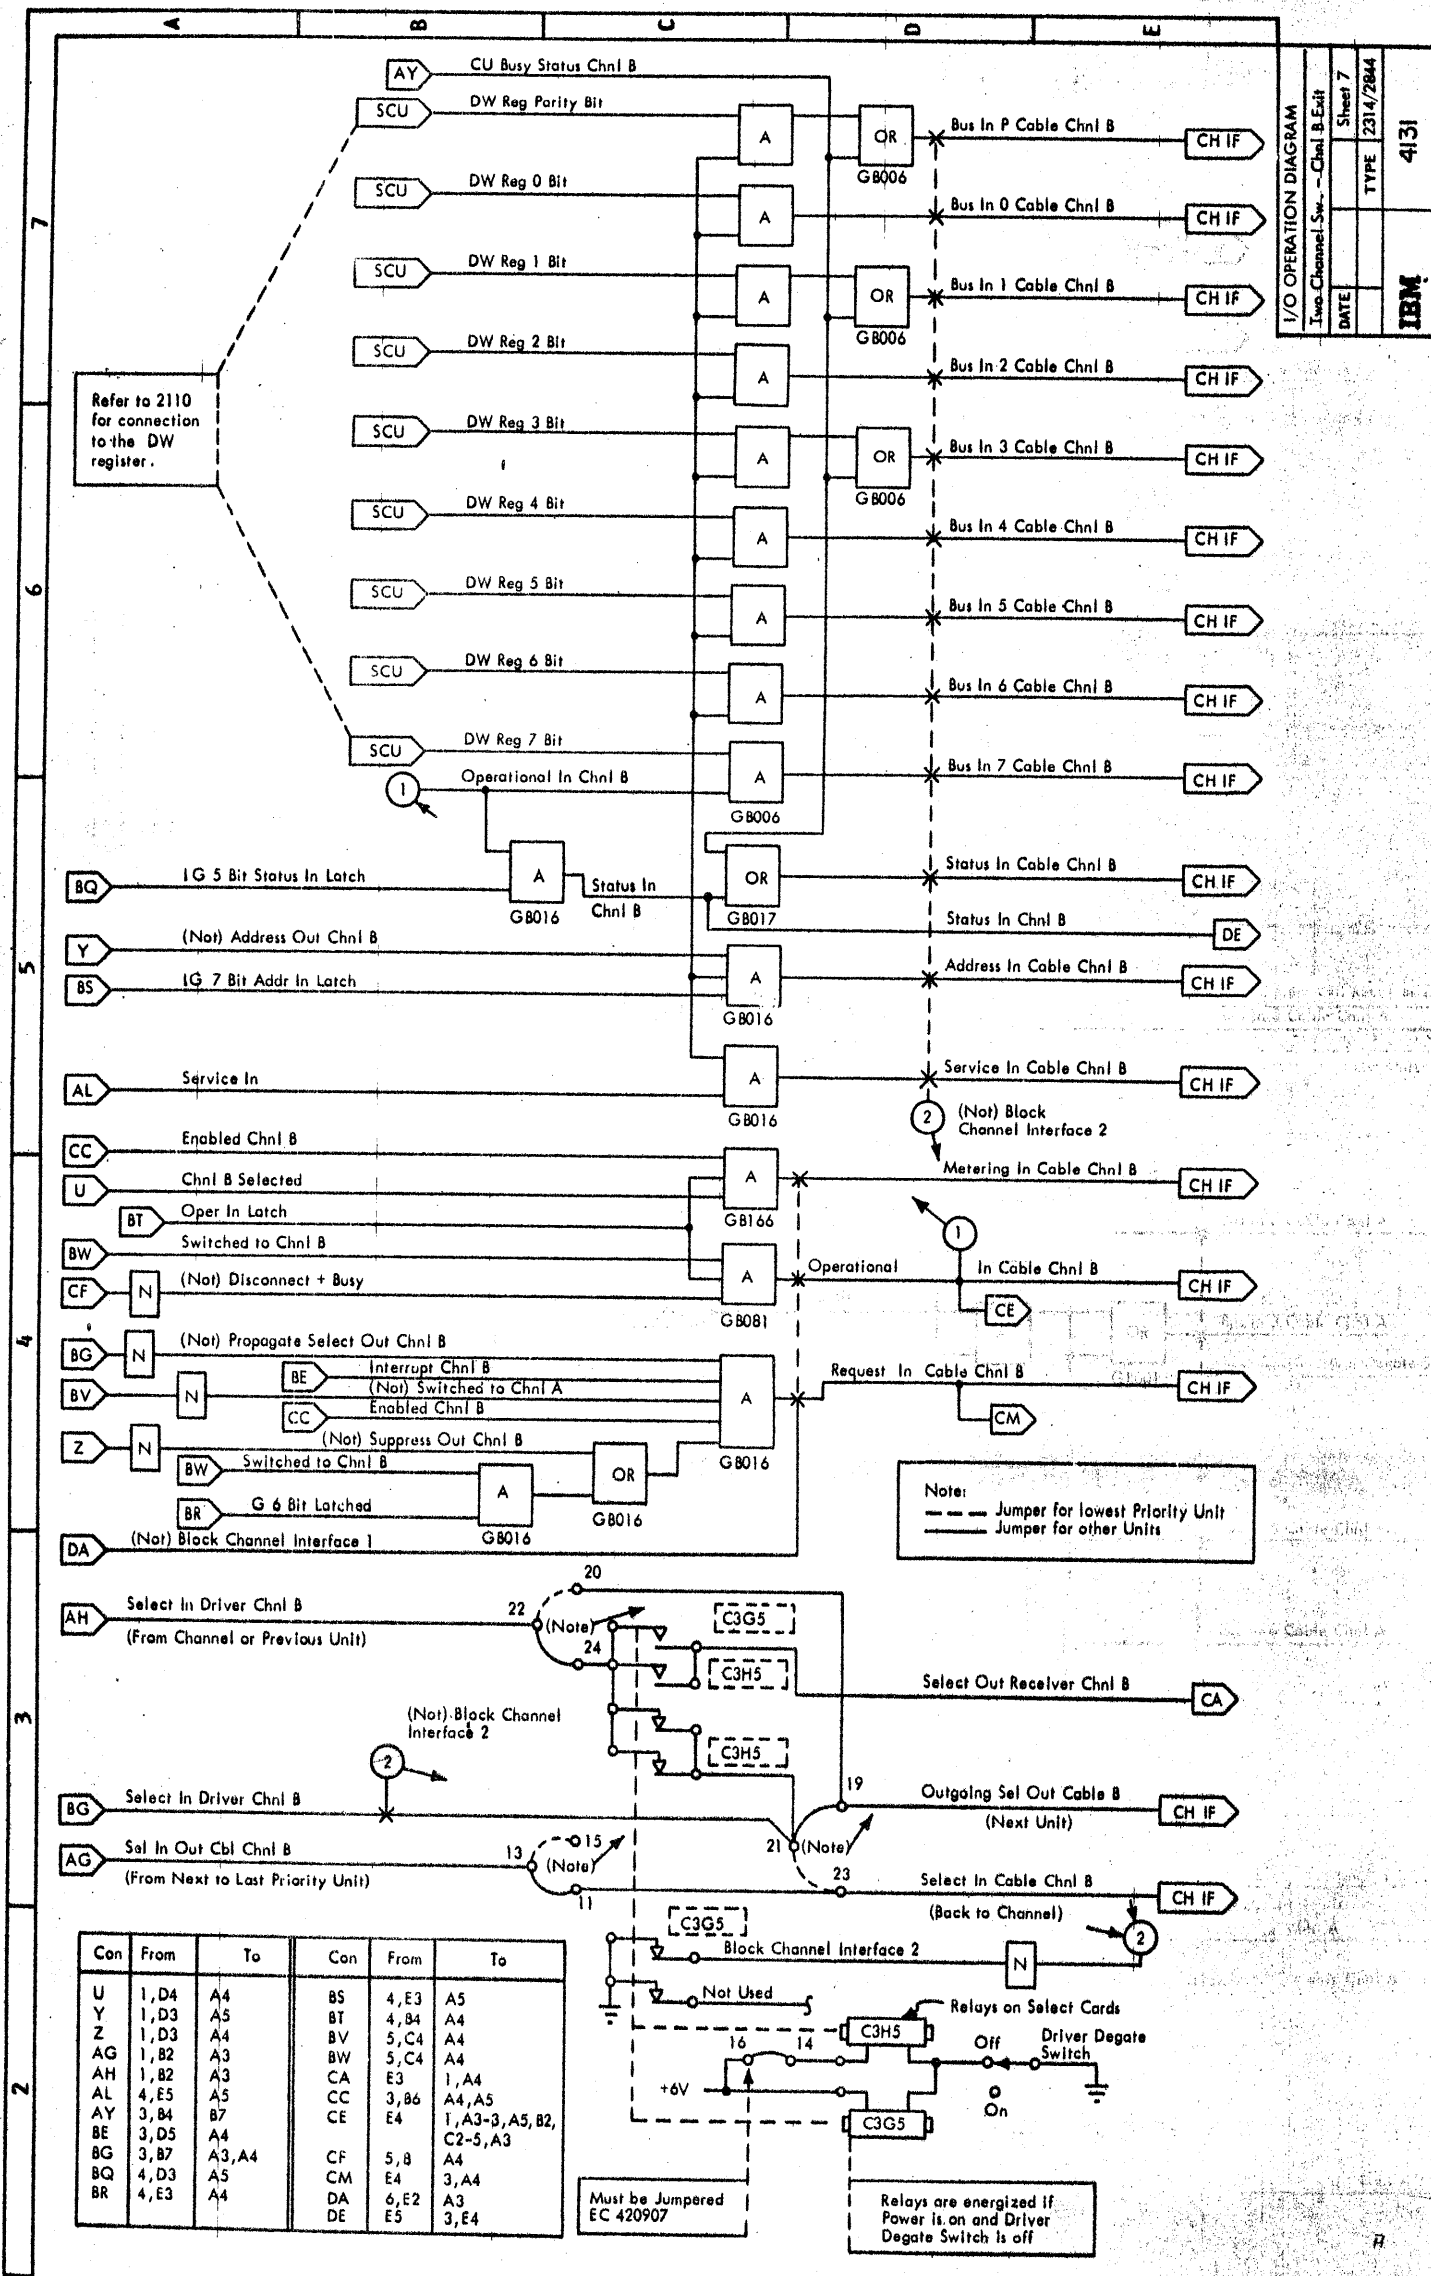 A B C D E
I/O OPERATION DIAGRAM
Two Channel Sw. - Chnl B Exit
DATE Sheet 7
TYPE 2314/2844
IBM 4131
7
AY CU Busy Status Chnl B
SCU DW Reg Parity Bit A OR GB006 Bus In P Cable Chnl B CH IF
SCU DW Reg 0 Bit A Bus In 0 Cable Chnl B CH IF
SCU DW Reg 1 Bit A OR GB006 Bus In 1 Cable Chnl B CH IF
SCU DW Reg 2 Bit A Bus In 2 Cable Chnl B CH IF
Refer to 2110
for connection
to the DW
register.
SCU DW Reg 3 Bit A OR GB006 Bus In 3 Cable Chnl B CH IF
6
SCU DW Reg 4 Bit A Bus In 4 Cable Chnl B CH IF
SCU DW Reg 5 Bit A Bus In 5 Cable Chnl B CH IF
SCU DW Reg 6 Bit A Bus In 6 Cable Chnl B CH IF
SCU DW Reg 7 Bit A GB006 Bus In 7 Cable Chnl B CH IF
1 Operational In Chnl B
BQ IG 5 Bit Status In Latch A GB016 Status In Chnl B OR GB017 Status In Cable Chnl B CH IF
Status In Chnl B DE
5
Y (Not) Address Out Chnl B
BS IG 7 Bit Addr In Latch A GB016 Address In Cable Chnl B CH IF
AL Service In A GB016 Service In Cable Chnl B CH IF
2 (Not) Block
Channel Interface 2
CC Enabled Chnl B
U Chnl B Selected A GB166 Metering In Cable Chnl B CH IF
BT Oper In Latch
1
BW Switched to Chnl B
CF N (Not) Disconnect + Busy A GB081 Operational In Cable Chnl B CH IF
CE
4
BG N (Not) Propagate Select Out Chnl B
BE Interrupt Chnl B
BV N (Not) Switched to Chnl A A GB016 Request In Cable Chnl B CH IF
CC Enabled Chnl B
CM
Z N (Not) Suppress Out Chnl B
BW Switched to Chnl B A GB016 OR GB016
BR G 6 Bit Latched
DA (Not) Block Channel Interface 1
Note:
Jumper for lowest Priority Unit
Jumper for other Units
20
AH Select In Driver Chnl B 22 (Note) C3G5
(From Channel or Previous Unit)
24
C3H5
Select Out Receiver Chnl B CA
3
(Not) Block Channel
Interface 2
2
C3H5
BG Select In Driver Chnl B 19 Outgoing Sel Out Cable B CH IF
(Next Unit)
21 (Note)
AG Sel In Out Cbl Chnl B 13 15 (Note) 11 23 Select In Cable Chnl B CH IF
(From Next to Last Priority Unit)
(Back to Channel)
2
C3G5
Block Channel Interface 2 N
Not Used
Relays on Select Cards
C3H5
16 14
Off
Driver Degate
Switch
On
+6V
C3G5
2
Must be Jumpered
EC 420907
Relays are energized if
Power is on and Driver
Degate Switch is off
Con From To Con From To
U 1,D4 A4 BS 4,E3 A5
Y 1,D3 A5 BT 4,B4 A4
Z 1,D3 A4 BV 5,C4 A4
AG 1,B2 A3 BW 5,C4 A4
AH 1,B2 A3 CA E3 1,A4
AL 4,E5 A5 CC 3,B6 A4,A5
AY 3,B4 B7 CE E4 1,A3-3,A5,B2,
BE 3,D5 A4 C2-5,A3
BG 3,B7 A3,A4 CF 5,B A4
BQ 4,D3 A5 CM E4 3,A4
BR 4,E3 A4 DA 6,E2 A3
DE E5 3,E4